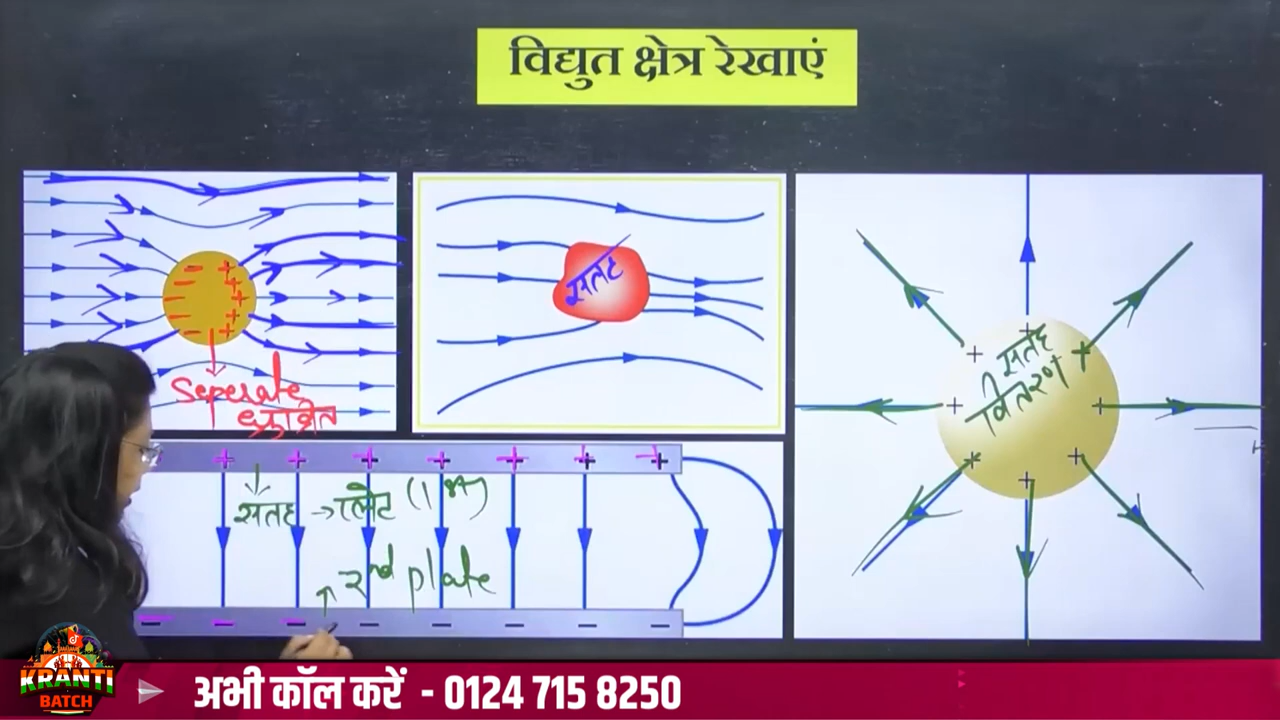 विद्युत क्षेत्र रेखाएं
Seperate
सतह
सतह
वितरण
सतह → प्लेट (1st)
2nd plate
KRANTI
BATCH
अभी कॉल करें - 0124 715 8250